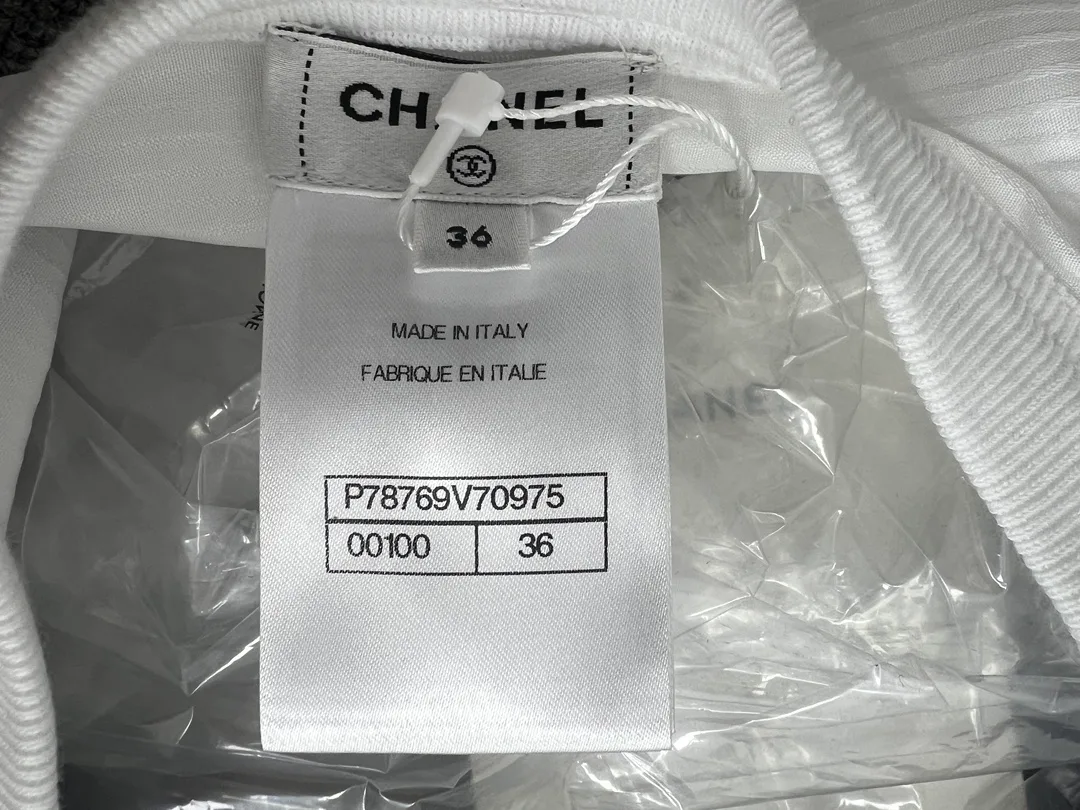 CHANEL
36
MADE IN ITALY
FABRIQUE EN ITALIE
P78769V70975
00100 36